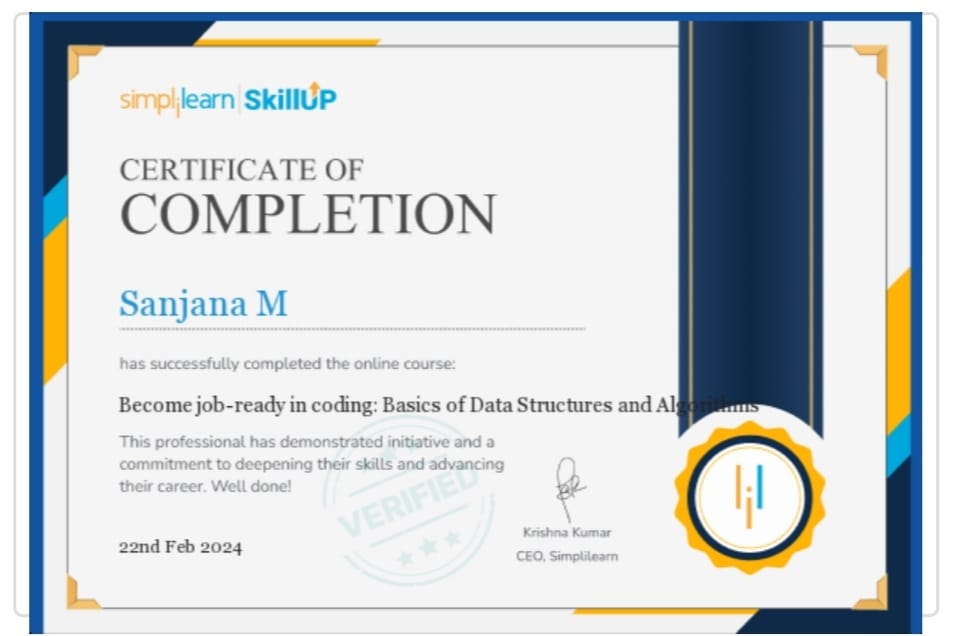 simplilearn | SkillUP
CERTIFICATE OF
COMPLETION
Sanjana M
has successfully completed the online course:
Become job-ready in coding: Basics of Data Structures and Algorithms
This professional has demonstrated initiative and a
commitment to deepening their skills and advancing
their career. Well done!
VERIFIED
22nd Feb 2024
Krishna Kumar
CEO, Simplilearn